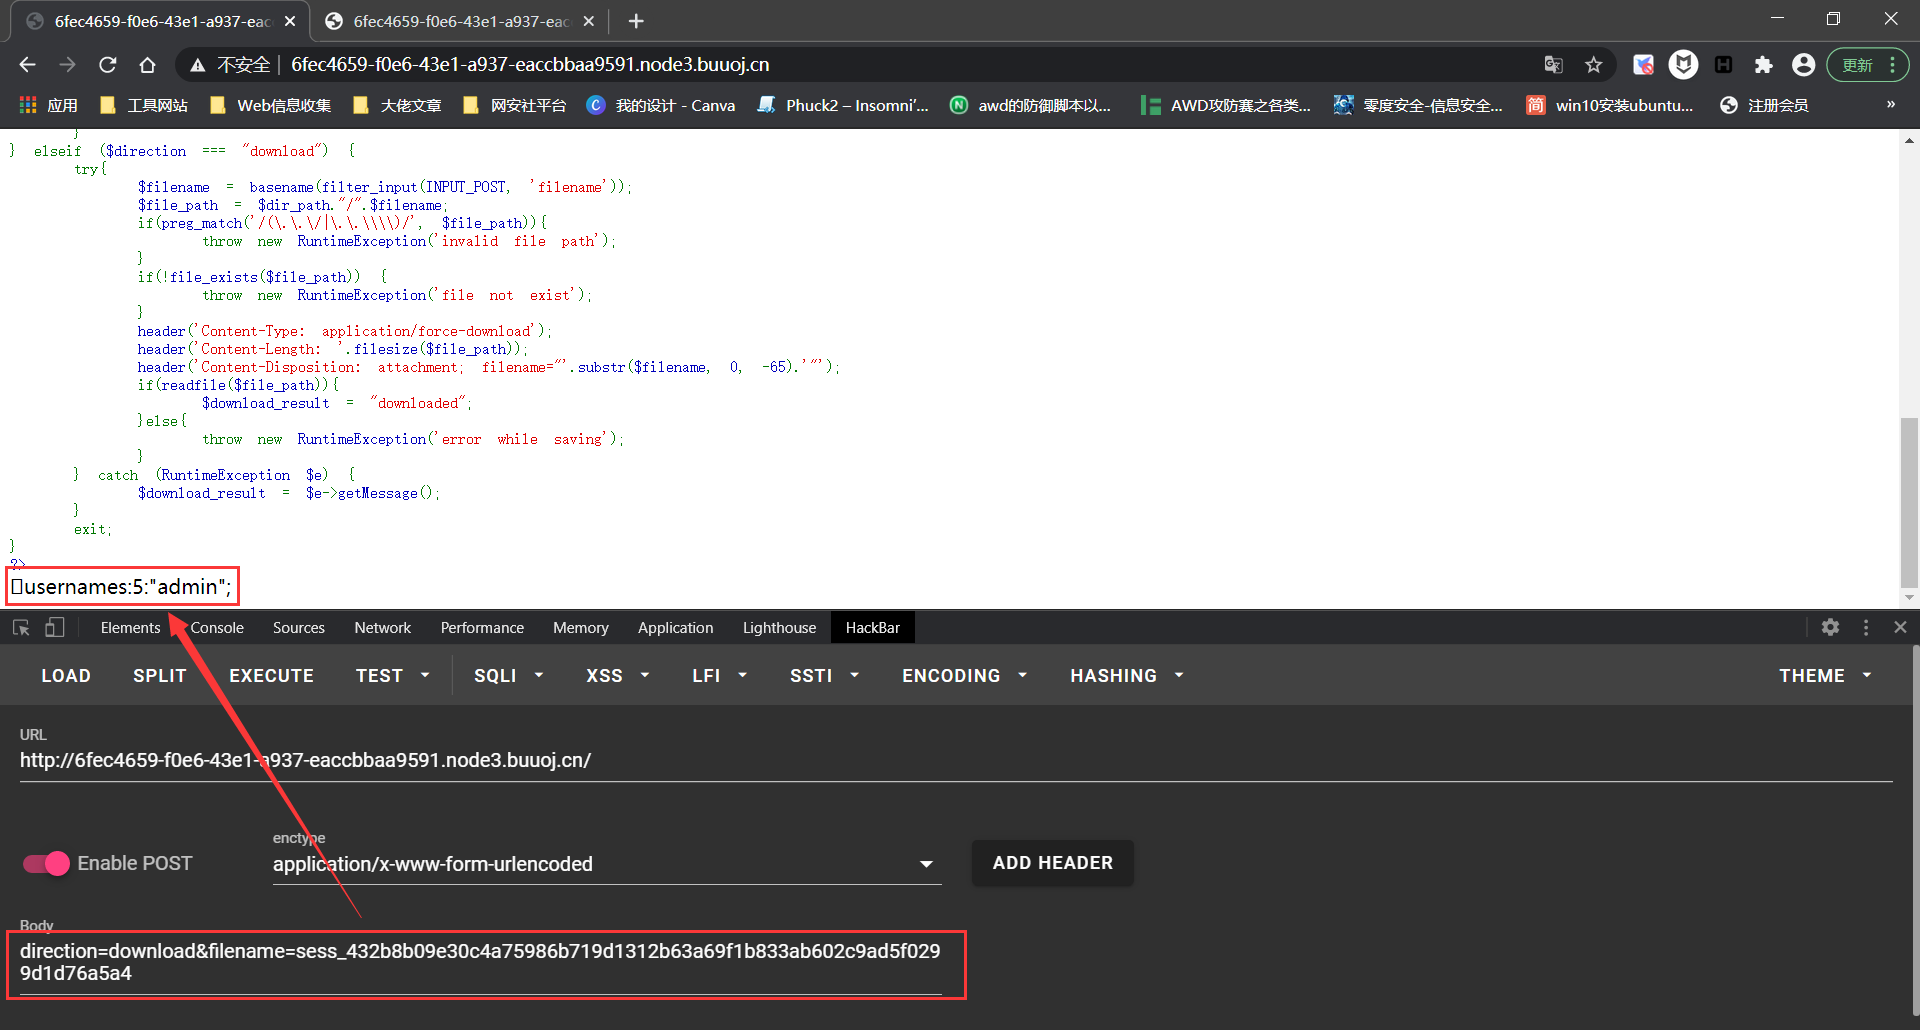 6fec4659-f0e6-43e1-a937-eac
6fec4659-f0e6-43e1-a937-eac
不安全 6fec4659-f0e6-43e1-a937-eaccbbaa9591.node3.buuoj.cn 更新
应用 工具网站 Web信息收集 大佬文章 网安社平台 我的设计 - Canva Phuck2 – Insomni’... awd的防御脚本以... AWD攻防赛之各类... 零度安全-信息安全... win10安装ubuntu... 注册会员 »
}
} elseif ($direction === "download") {
try{
$filename = basename(filter_input(INPUT_POST, 'filename'));
$file_path = $dir_path."/".$filename;
if(preg_match('/(\.\.\/|\.\.\\\\)/', $file_path)){
throw new RuntimeException('invalid file path');
}
if(!file_exists($file_path)) {
throw new RuntimeException('file not exist');
}
header('Content-Type: application/force-download');
header('Content-Length: '.filesize($file_path));
header('Content-Disposition: attachment; filename="'.substr($filename, 0, -65).'"');
if(readfile($file_path)){
$download_result = "downloaded";
}else{
throw new RuntimeException('error while saving');
}
} catch (RuntimeException $e) {
$download_result = $e->getMessage();
}
exit;
}
?>
usernames:5:"admin";
Elements Console Sources Network Performance Memory Application Lighthouse HackBar
LOAD SPLIT EXECUTE TEST SQLI XSS LFI SSTI ENCODING HASHING THEME
URL
http://6fec4659-f0e6-43e1-a937-eaccbbaa9591.node3.buuoj.cn/
enctype
Enable POST application/x-www-form-urlencoded ADD HEADER
Body
direction=download&filename=sess_432b8b09e30c4a75986b719d1312b63a69f1b833ab602c9ad5f029
9d1d76a5a4